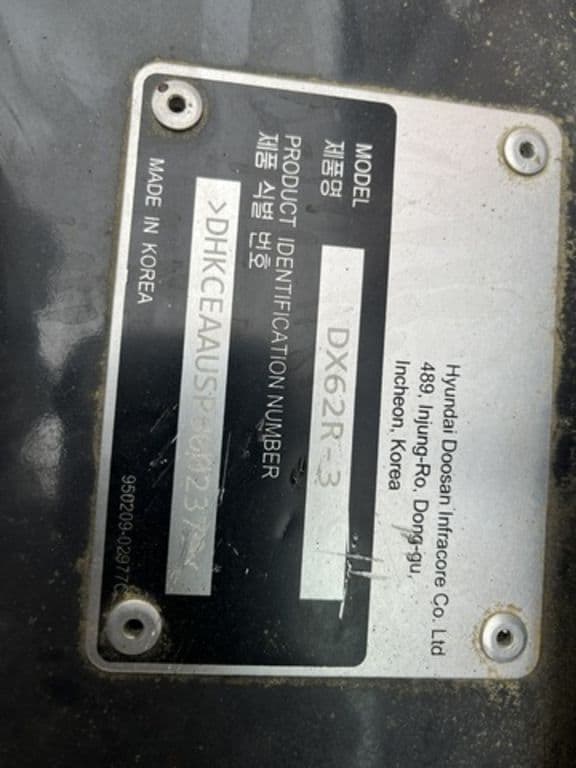 Hyundai Doosan Infracore Co. Ltd
489, Injung-Ro, Dong-gu,
Incheon, Korea
MODEL
제품명
DX62R-3
PRODUCT IDENTIFICATION NUMBER
제품 식별 번호
MADE IN KOREA